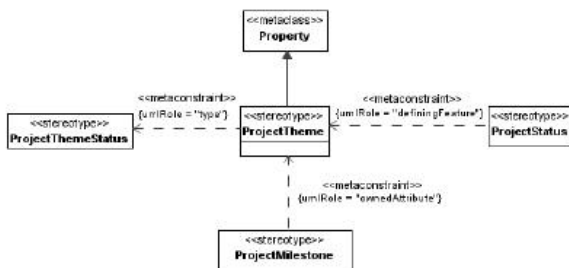 <<metaclass>>
Property
<<metaconstraint>>
{umlRole = "type"}
<<metaconstraint>>
{umlRole = "definingFeature"}
<<stereotype>>
ProjectThemeStatus
<<stereotype>>
ProjectTheme
<<stereotype>>
ProjectStatus
<<metaconstraint>>
{umlRole = "ownedAttribute"}
<<stereotype>>
ProjectMilestone